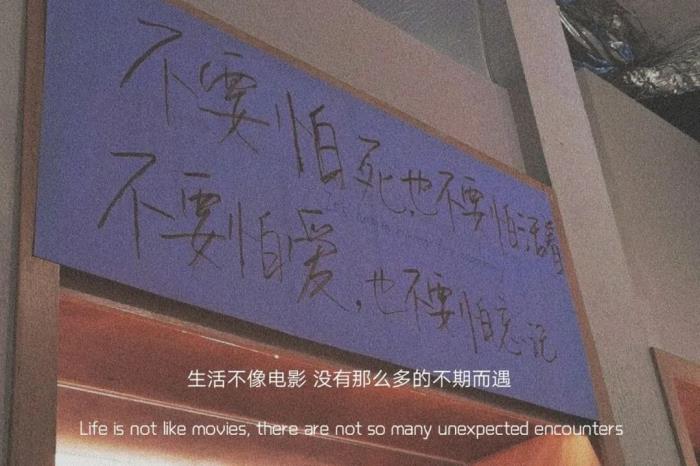 不要怕死,也不要怕活着
不要怕爱,也不要怕忘记
生活不像电影 没有那么多的不期而遇
Life is not like movies, there are not so many unexpected encounters